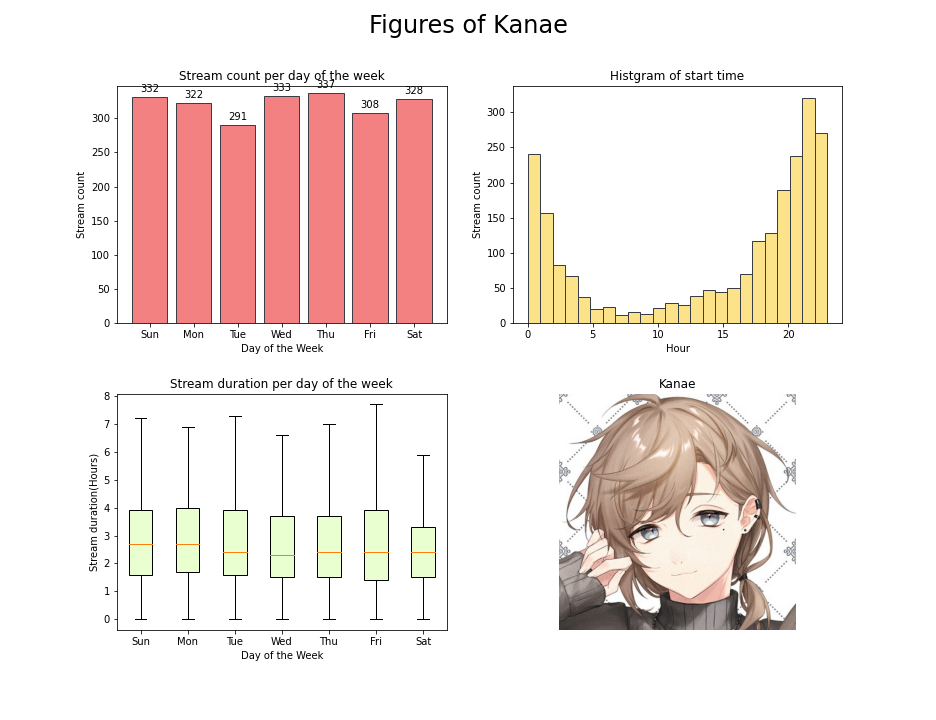 Figures of Kanae
Stream count per day of the week
332
322
291
333
337
308
328
300
250
200
150
100
50
0
Stream count
Sun Mon Tue Wed Thu Fri Sat
Day of the Week
Histgram of start time
300
250
200
150
100
50
0
Stream count
0 5 10 15 20
Hour
Stream duration per day of the week
8
7
6
5
4
3
2
1
0
Stream duration(Hours)
Sun Mon Tue Wed Thu Fri Sat
Day of the Week
Kanae